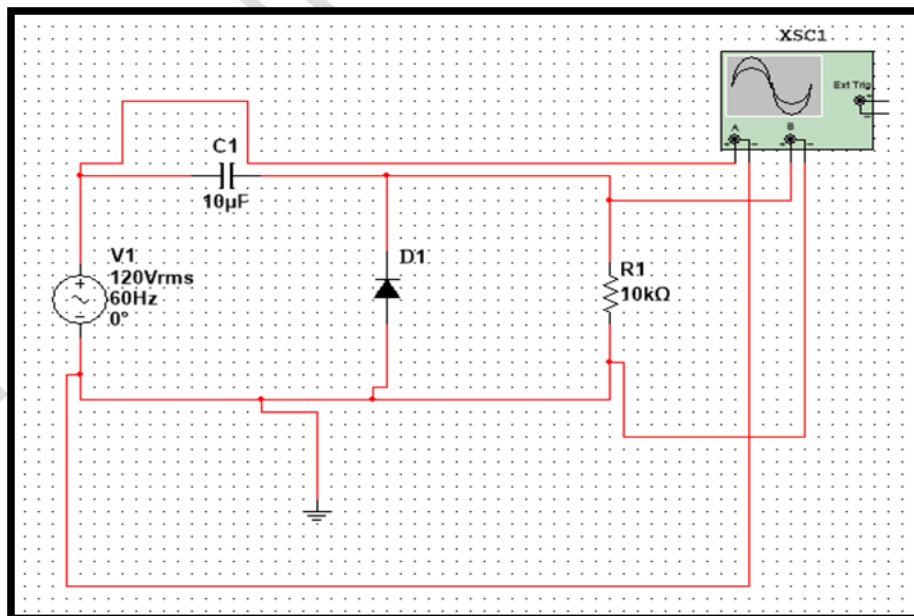 XSC1
Ext Trig
+
−
A
B
+ − + −
C1
10µF
V1
120Vrms
60Hz
0°
+
−
D1
R1
10kΩ